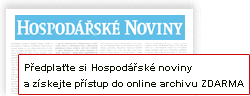 HOSPODÁŘSKÉ NOVINY
Předplaťte si Hospodářské noviny
a získejte přístup do online archivu ZDARMA